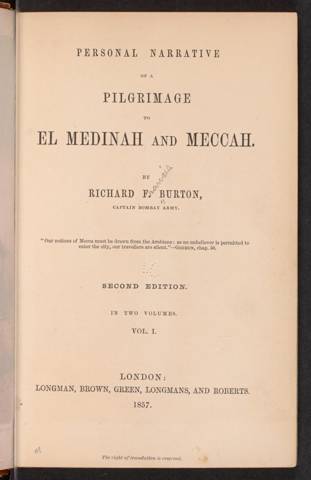 PERSONAL NARRATIVE
OF A
PILGRIMAGE
TO
EL MEDINAH AND MECCAH.
BY
RICHARD F. BURTON,
rancis
CAPTAIN BOMBAY ARMY.
"Our notions of Mecca must be drawn from the Arabians: as no unbeliever is permitted to
enter the city, our travellers are silent."—GIBBON, chap. 50.
SECOND EDITION.
IN TWO VOLUMES.
VOL. I.
LONDON:
LONGMAN, BROWN, GREEN, LONGMANS, AND ROBERTS.
1857.
The right of translation is reserved.